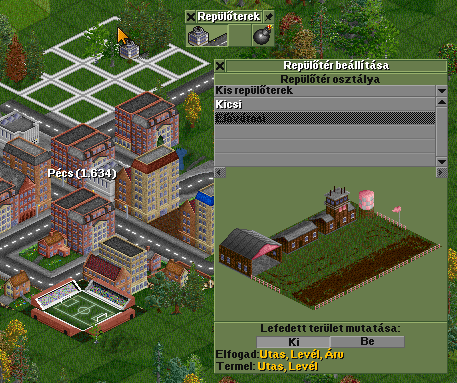 Repülőterek
Repülőtér beállítása
Repülőtér osztálya
Kis repülőterek
Kicsi
Elővárosi
Pécs (1,634)
Lefedett terület mutatása:
Ki
Be
Elfogad: Utas, Levél, Áru
Termel: Utas, Levél